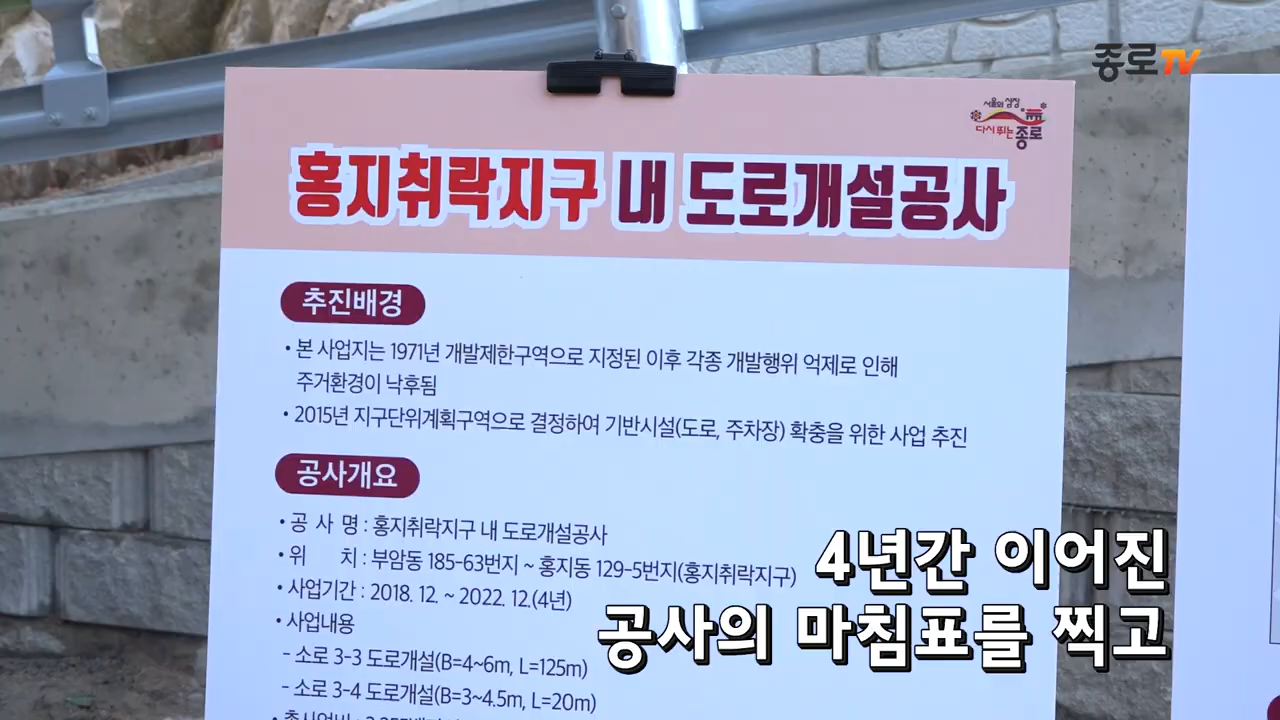 종로TV
서울의 심장
다시 뛰는 종로
홍지취락지구 내 도로개설공사
추진배경
• 본 사업지는 1971년 개발제한구역으로 지정된 이후 각종 개발행위 억제로 인해
주거환경이 낙후됨
• 2015년 지구단위계획구역으로 결정하여 기반시설(도로, 주차장) 확충을 위한 사업 추진
공사개요
• 공 사 명 : 홍지취락지구 내 도로개설공사
• 위 치 : 부암동 185-63번지 ~ 홍지동 129-5번지(홍지취락지구)
• 사업기간 : 2018. 12. ~ 2022. 12.(4년)
• 사업내용
- 소로 3-3 도로개설(B=4~6m, L=125m)
- 소로 3-4 도로개설(B=3~4.5m, L=20m)
4년간 이어진
공사의 마침표를 찍고